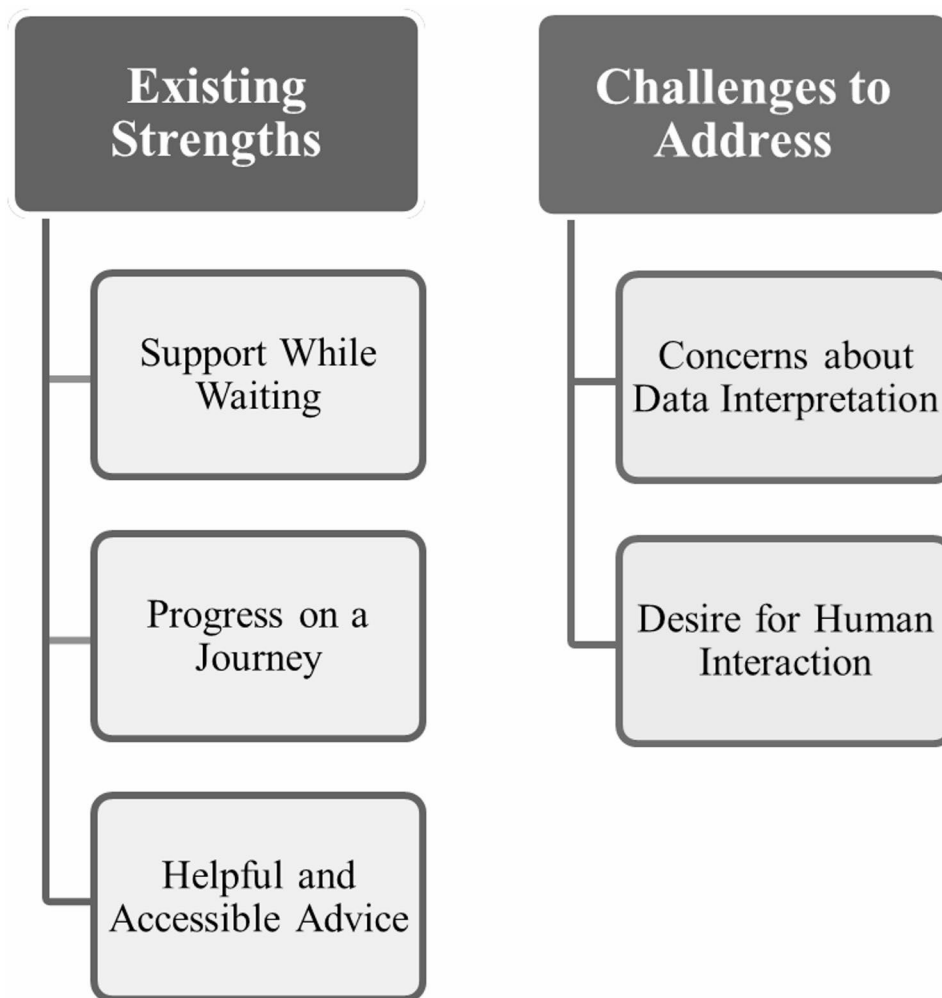 Existing
Strengths
Support While
Waiting
Progress on a
Journey
Helpful and
Accessible Advice
Challenges to
Address
Concerns about
Data Interpretation
Desire for Human
Interaction